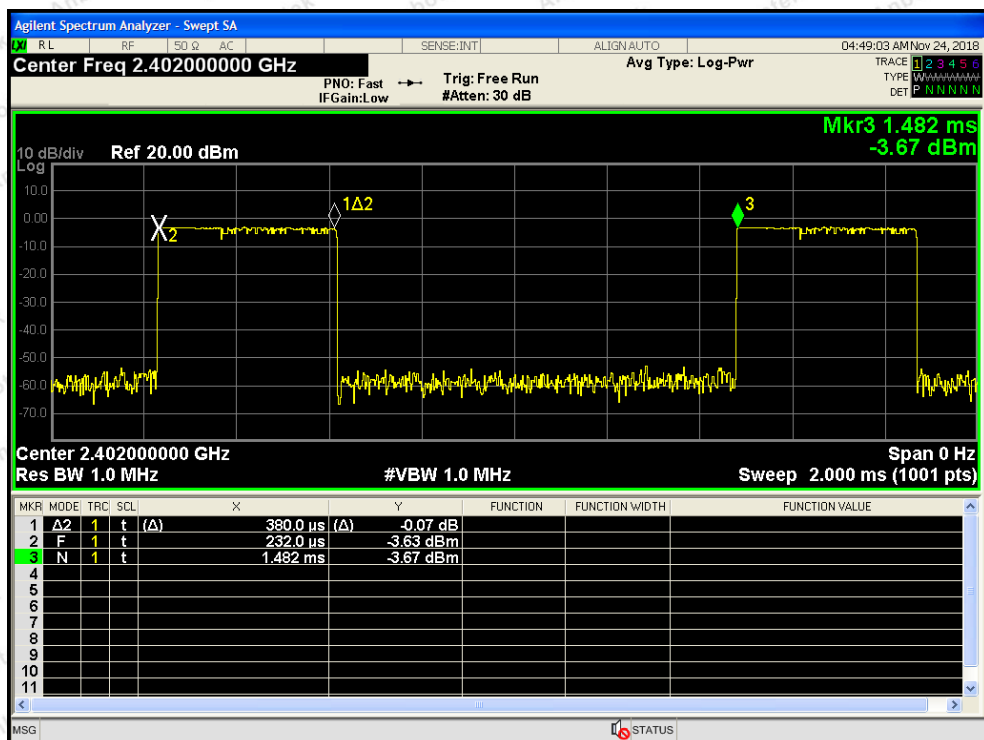 Agilent Spectrum Analyzer - Swept SA
LXI RL RF 50 Ω AC SENSE:INT ALIGN AUTO 04:49:03 AM Nov 24, 2018
Center Freq 2.402000000 GHz Avg Type: Log-Pwr TRACE 1 2 3 4 5 6
PNO: Fast Trig: Free Run TYPE W
IFGain:Low #Atten: 30 dB DET P N N N N N
Mkr3 1.482 ms
10 dB/div Ref 20.00 dBm -3.67 dBm
Log
10.0
1Δ2
3
0.00
2
-10.0
-20.0
-30.0
-40.0
-50.0
-60.0
-70.0
Center 2.402000000 GHz Span 0 Hz
Res BW 1.0 MHz #VBW 1.0 MHz Sweep 2.000 ms (1001 pts)
MKR MODE TRC SCL X Y FUNCTION FUNCTION WIDTH FUNCTION VALUE
1 Δ2 1 t (Δ) 380.0 µs (Δ) -0.07 dB
2 F 1 t 232.0 µs -3.63 dBm
3 N 1 t 1.482 ms -3.67 dBm
4
5
6
7
8
9
10
11
MSG STATUS